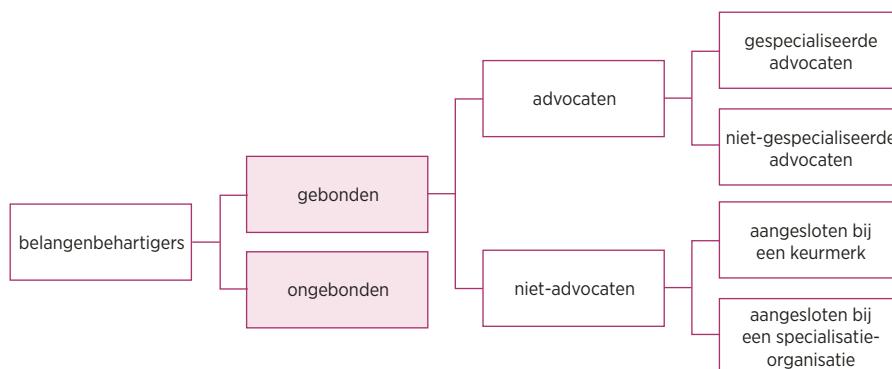 gespecialiseerde
advocaten
advocaten
niet-gespecialiseerde
advocaten
gebonden
belangenbehartigers
aangesloten bij
een keurmerk
ongebonden
niet-advocaten
aangesloten bij
een specialisatie-
organisatie